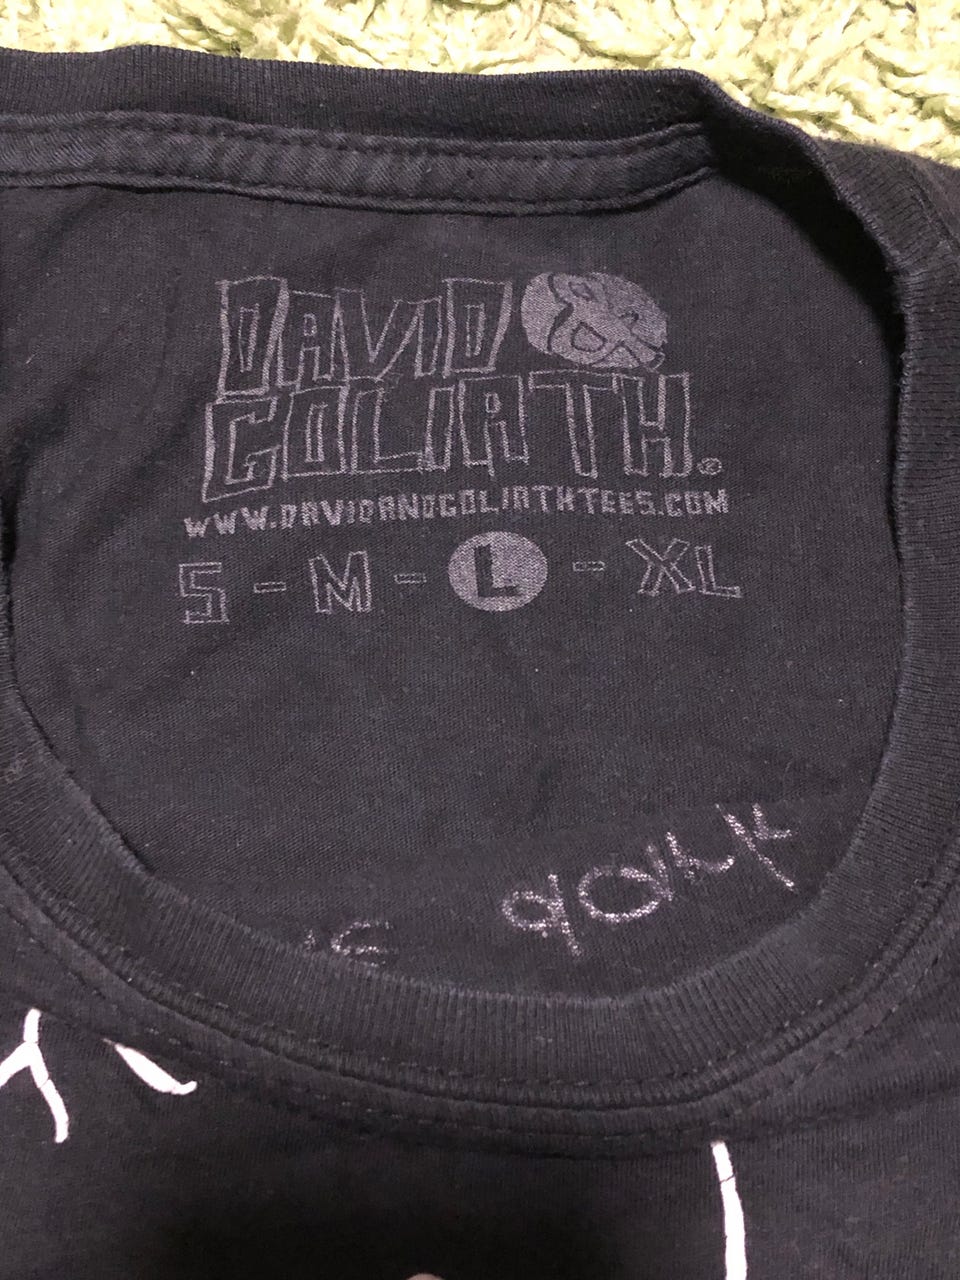 DAVID &
GOLIATH®
WWW.DAVIDANDGOLIATHTEES.COM
S - M - L - XL